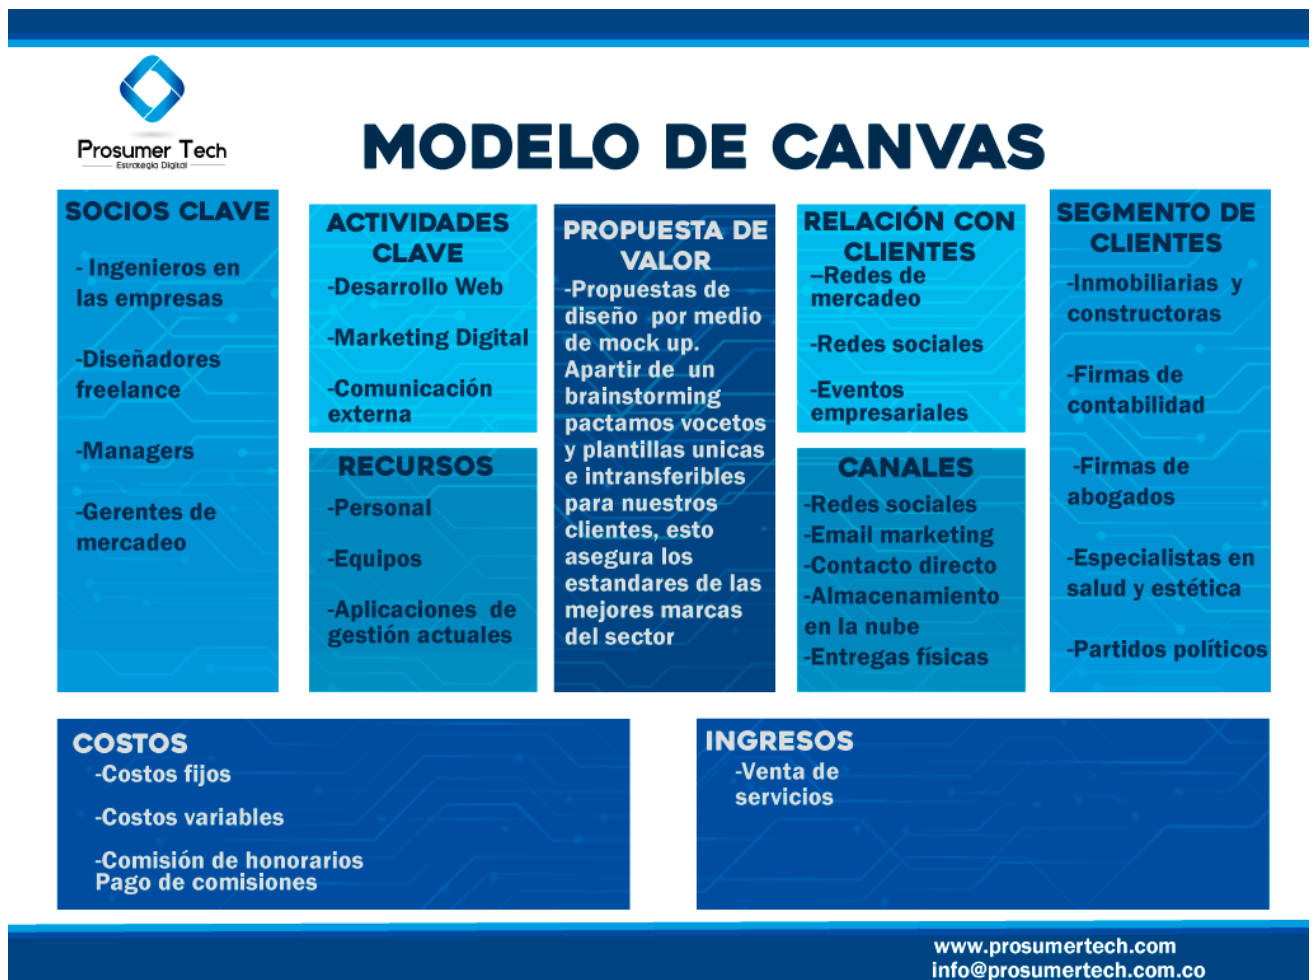 Prosumer Tech
Estrategia Digital
MODELO DE CANVAS
SOCIOS CLAVE
- Ingenieros en
las empresas
-Diseñadores
freelance
-Managers
-Gerentes de
mercadeo
ACTIVIDADES
CLAVE
-Desarrollo Web
-Marketing Digital
-Comunicación
externa
RECURSOS
-Personal
-Equipos
-Aplicaciones de
gestión actuales
PROPUESTA DE
VALOR
-Propuestas de
diseño por medio
de mock up.
Apartir de un
brainstorming
pactamos vocetos
y plantillas unicas
e intransferibles
para nuestros
clientes, esto
asegura los
estandares de las
mejores marcas
del sector
RELACIÓN CON
CLIENTES
--Redes de
mercadeo
-Redes sociales
-Eventos
empresariales
CANALES
-Redes sociales
-Email marketing
-Contacto directo
-Almacenamiento
en la nube
-Entregas físicas
SEGMENTO DE
CLIENTES
-Inmobiliarias y
constructoras
-Firmas de
contabilidad
-Firmas de
abogados
-Especialistas en
salud y estética
-Partidos políticos
COSTOS
-Costos fijos
-Costos variables
-Comisión de honorarios
Pago de comisiones
INGRESOS
-Venta de
servicios
www.prosumertech.com
info@prosumertech.com.co